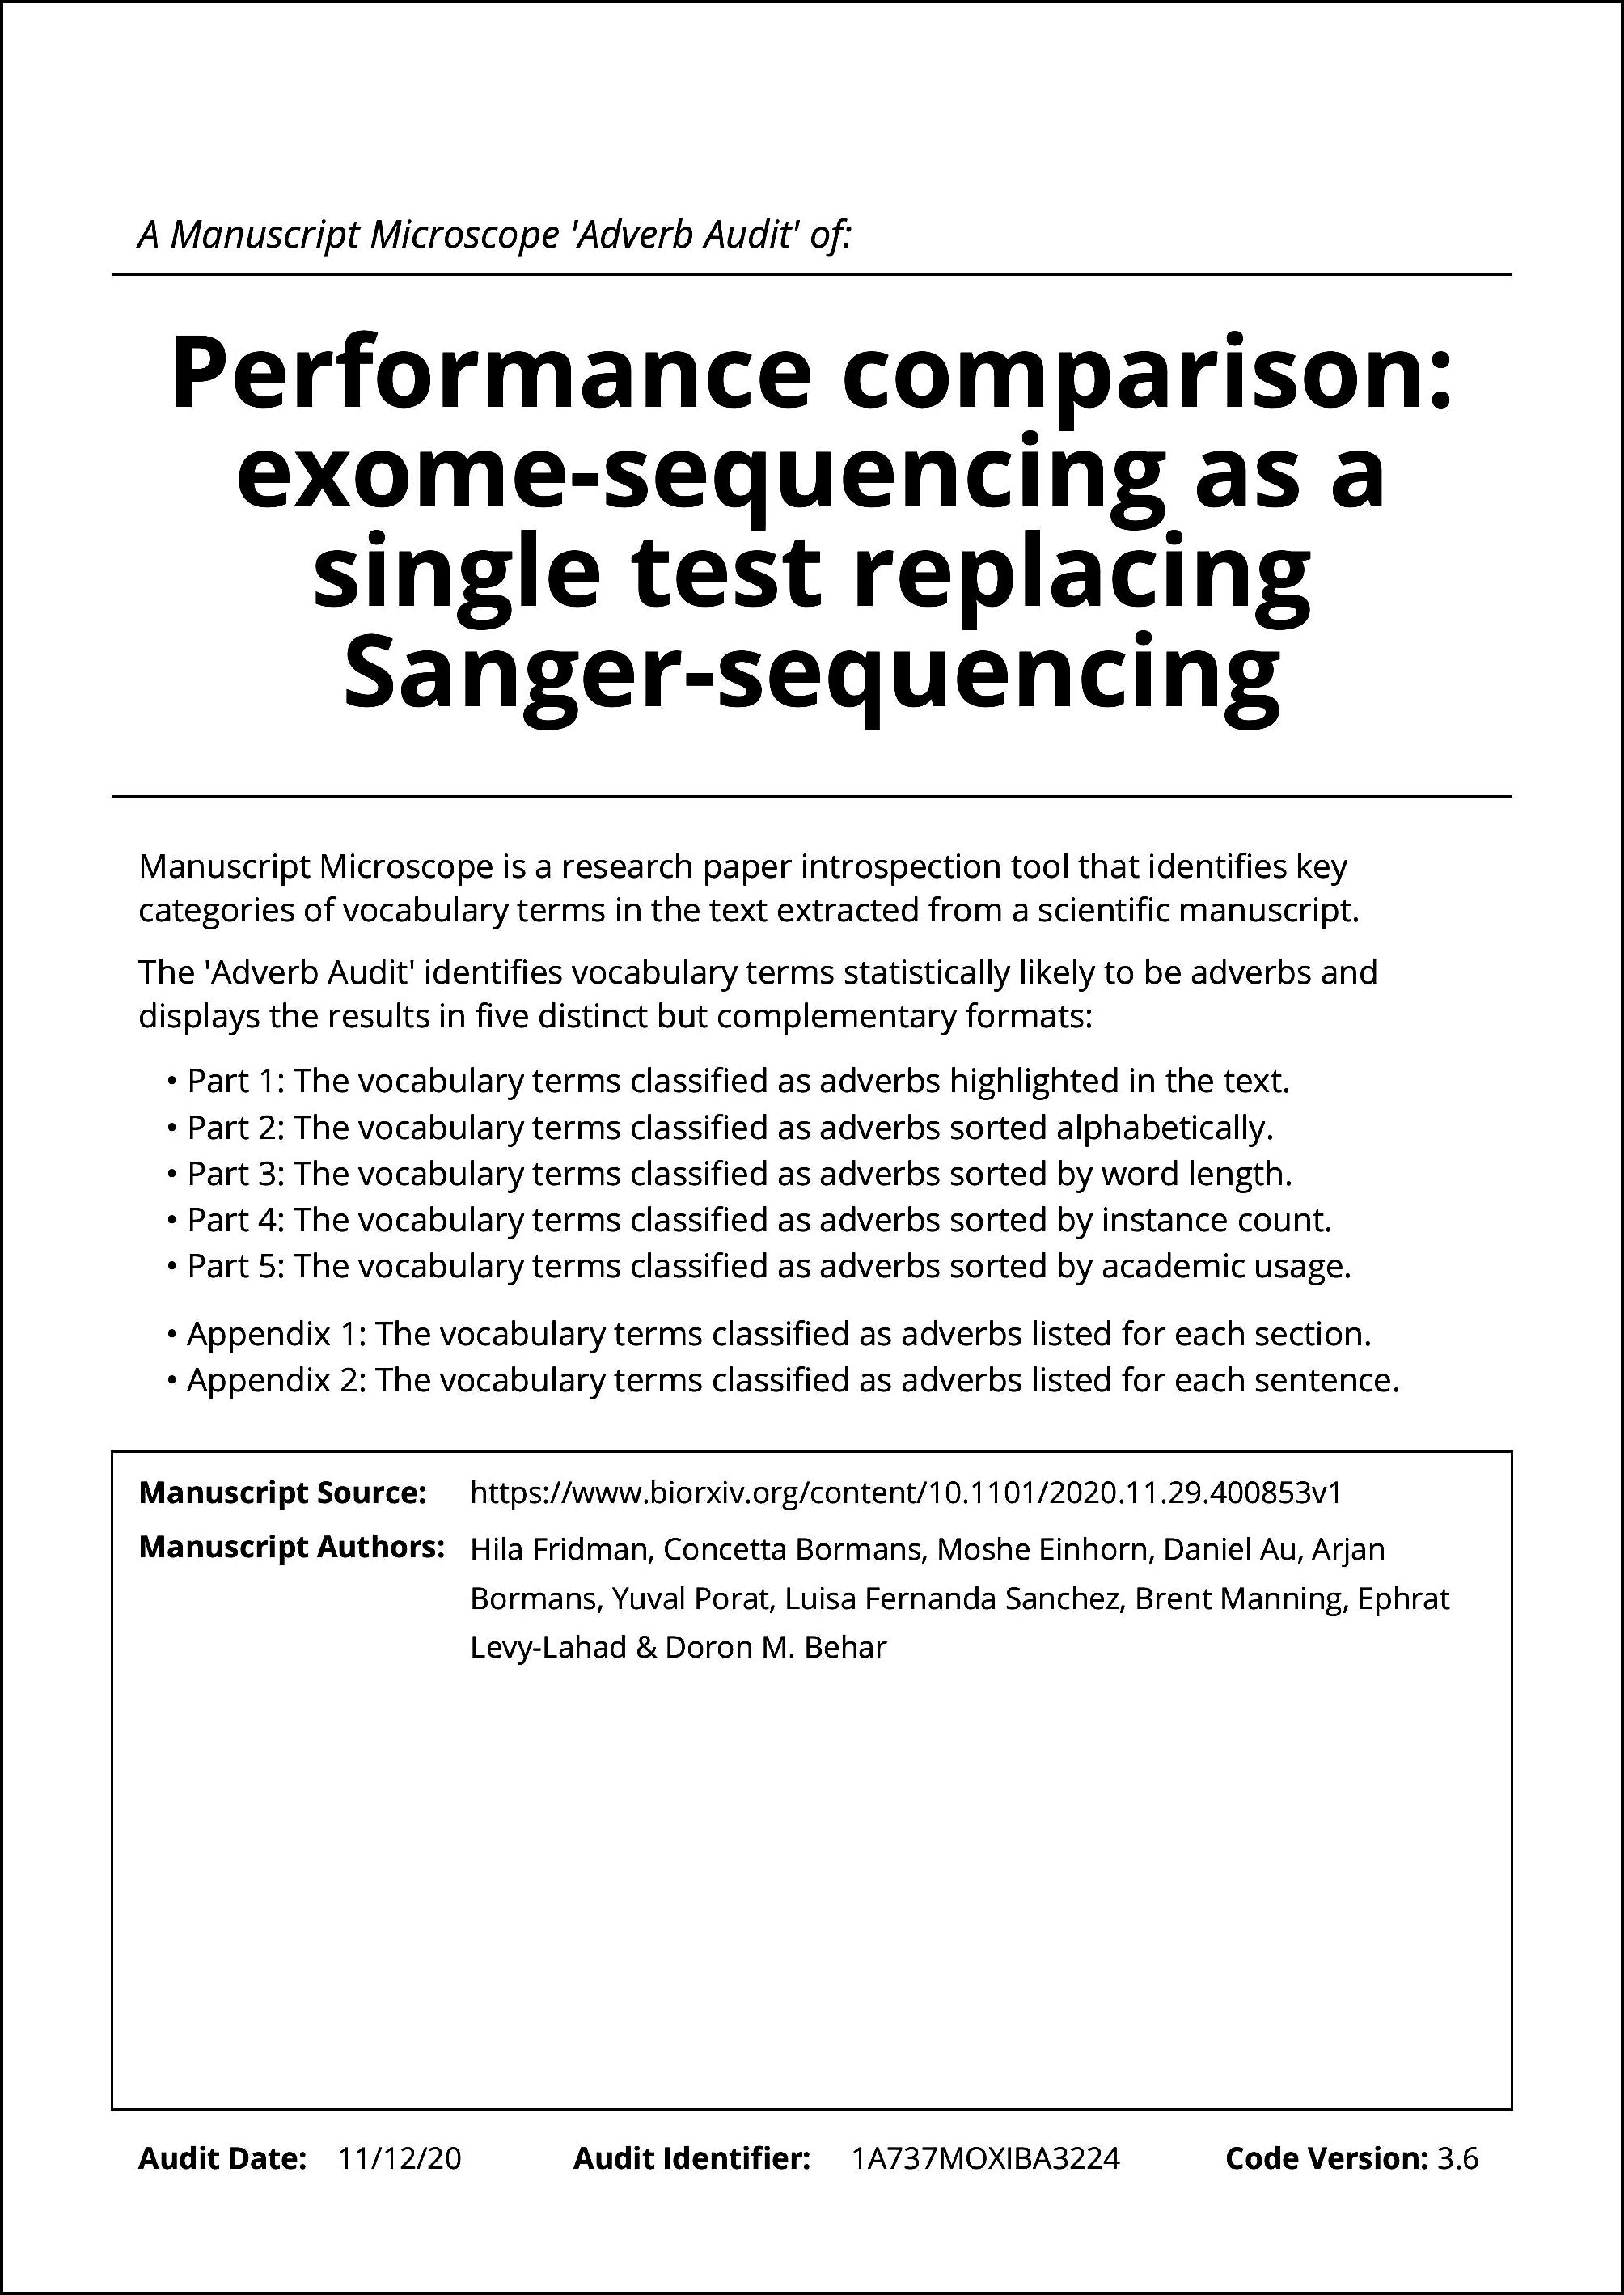 A Manuscript Microscope 'Adverb Audit' of:
Performance comparison:
exome-sequencing as a
single test replacing
Sanger-sequencing
Manuscript Microscope is a research paper introspection tool that identifies key
categories of vocabulary terms in the text extracted from a scientific manuscript.
The 'Adverb Audit' identifies vocabulary terms statistically likely to be adverbs and
displays the results in five distinct but complementary formats:
• Part 1: The vocabulary terms classified as adverbs highlighted in the text.
• Part 2: The vocabulary terms classified as adverbs sorted alphabetically.
• Part 3: The vocabulary terms classified as adverbs sorted by word length.
• Part 4: The vocabulary terms classified as adverbs sorted by instance count.
• Part 5: The vocabulary terms classified as adverbs sorted by academic usage.
• Appendix 1: The vocabulary terms classified as adverbs listed for each section.
• Appendix 2: The vocabulary terms classified as adverbs listed for each sentence.
Manuscript Source: https://www.biorxiv.org/content/10.1101/2020.11.29.400853v1
Manuscript Authors: Hila Fridman, Concetta Bormans, Moshe Einhorn, Daniel Au, Arjan
Bormans, Yuval Porat, Luisa Fernanda Sanchez, Brent Manning, Ephrat
Levy-Lahad & Doron M. Behar
Audit Date: 11/12/20 Audit Identifier: 1A737MOXIBA3224 Code Version: 3.6